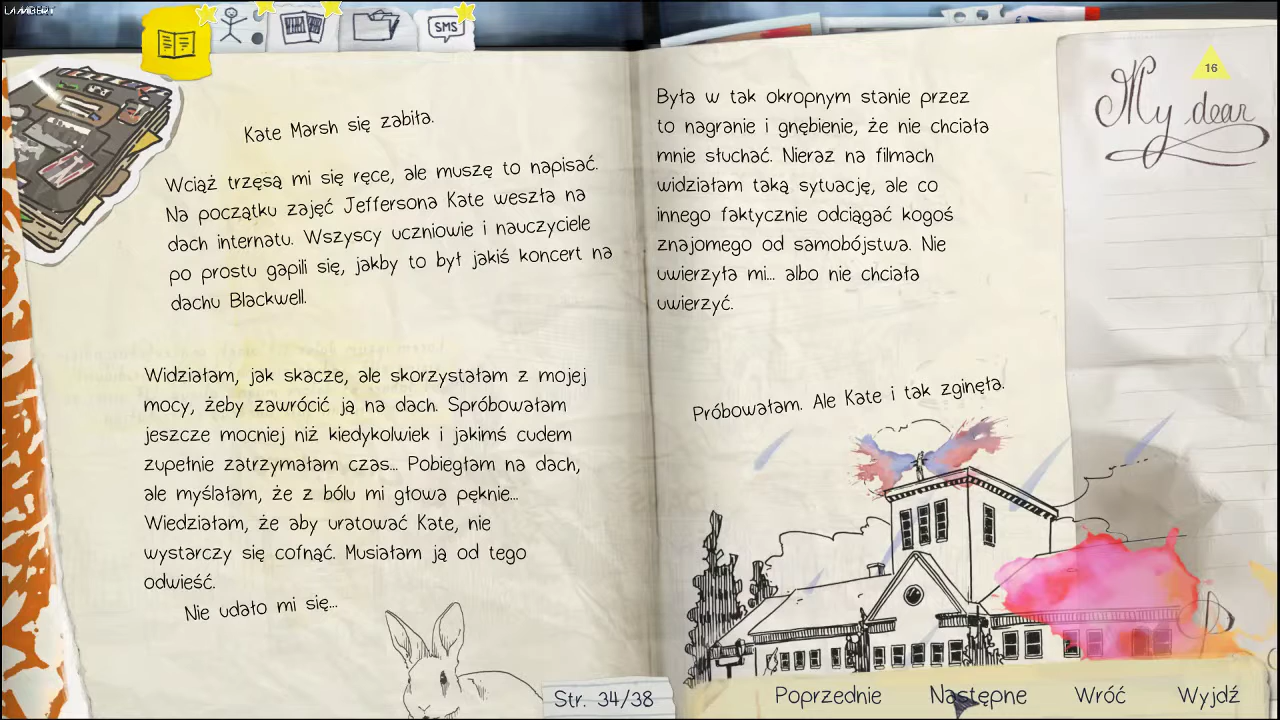 LAMBERT
SMS
Kate Marsh się zabiła.
Wciąż trzęsą mi się ręce, ale muszę to napisać.
Na początku zajęć Jeffersona Kate weszła na
dach internatu. Wszyscy uczniowie i nauczyciele
po prostu gapili się, jakby to był jakiś koncert na
dachu Blackwell.
Widziałam, jak skacze, ale skorzystałam z mojej
mocy, żeby zawrócić ją na dach. Spróbowałam
jeszcze mocniej niż kiedykolwiek i jakimś cudem
zupełnie zatrzymałam czas... Pobiegłam na dach,
ale myślałam, że z bólu mi głowa pęknie...
Wiedziałam, że aby uratować Kate, nie
wystarczy się cofnąć. Musiałam ją od tego
odwieść.
Nie udało mi się...
Była w tak okropnym stanie przez
to nagranie i gnębienie, że nie chciała
mnie słuchać. Nieraz na filmach
widziałam taką sytuację, ale co
innego faktycznie odciągać kogoś
znajomego od samobójstwa. Nie
uwierzyła mi... albo nie chciała
uwierzyć.
Próbowałam. Ale Kate i tak zginęła.
16
My dear
Str. 34/38
Poprzednie Następne Wróć Wyjdź